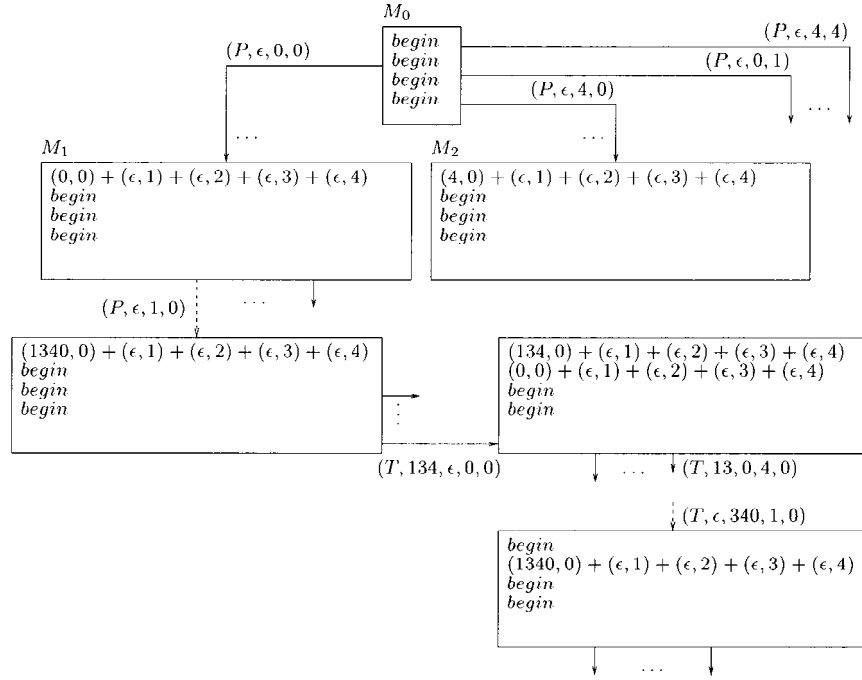 M₀
begin
begin
begin
begin
(P, ϵ, 0, 0)
(P, ϵ, 4, 4)
(P, ϵ, 0, 1)
(P, ϵ, 4, 0)
...
...
...
M₁
(0, 0) + (ϵ, 1) + (ϵ, 2) + (ϵ, 3) + (ϵ, 4)
begin
begin
begin
M₂
(4, 0) + (ϵ, 1) + (ϵ, 2) + (ϵ, 3) + (ϵ, 4)
begin
begin
begin
(P, ϵ, 1, 0)
...
(1340, 0) + (ϵ, 1) + (ϵ, 2) + (ϵ, 3) + (ϵ, 4)
begin
begin
begin
...
(T, 134, ϵ, 0, 0)
(134, 0) + (ϵ, 1) + (ϵ, 2) + (ϵ, 3) + (ϵ, 4)
(0, 0) + (ϵ, 1) + (ϵ, 2) + (ϵ, 3) + (ϵ, 4)
begin
begin
...
(T, 13, 0, 4, 0)
(T, ϵ, 340, 1, 0)
begin
(1340, 0) + (ϵ, 1) + (ϵ, 2) + (ϵ, 3) + (ϵ, 4)
begin
begin
...